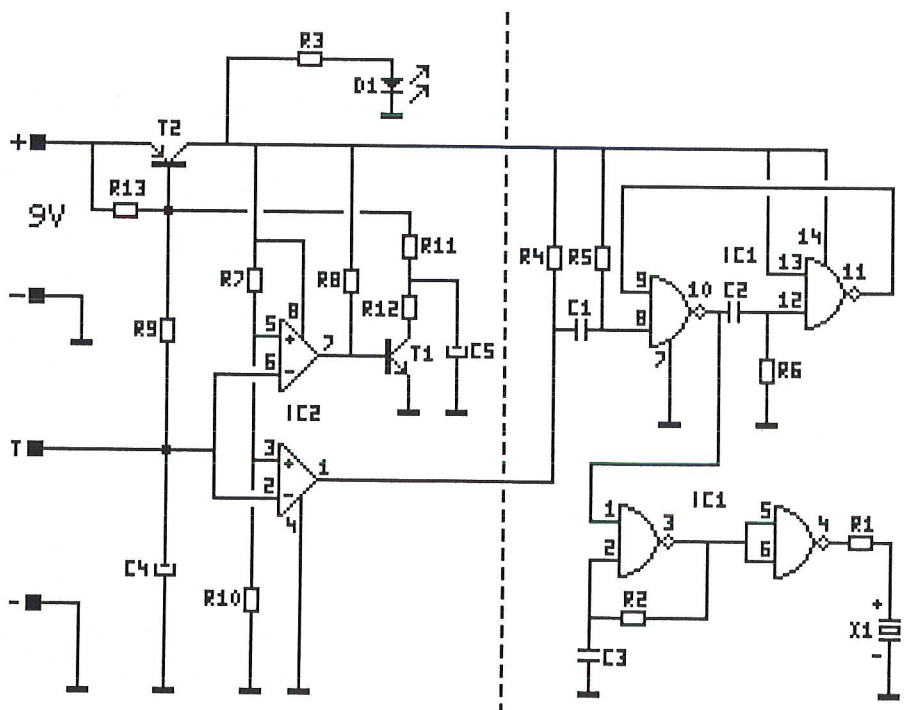 R3
D1
+
T2
R13
9V
R11
R4
R5
IC1
14
13
11
9
10
C2
C1
12
8
7
R6
-
R7
R8
R12
8
5
+
7
6
-
T1
C5
R9
IC2
T
3
+
1
2
-
4
IC1
1
3
5
4
R1
2
6
C4
R10
R2
-
C3
+
X1
-